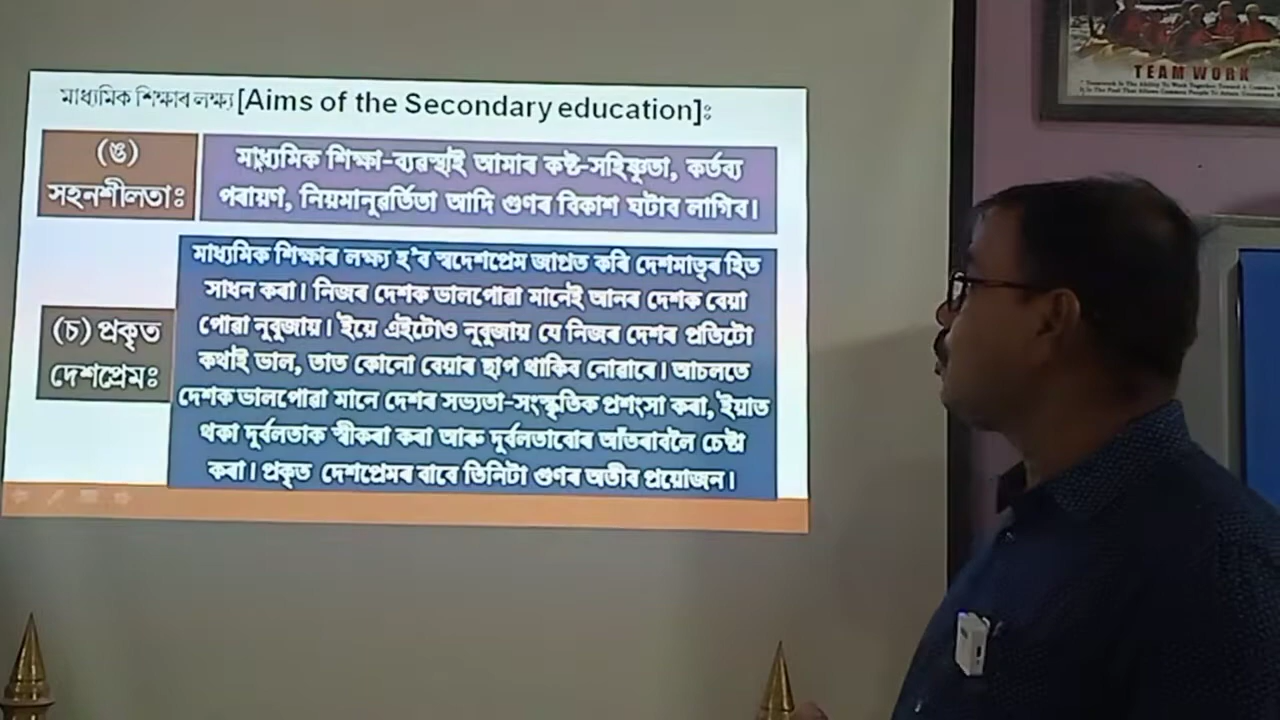 মাধ্যমিক শিক্ষাৰ লক্ষ্য [Aims of the Secondary education]ঃ
(ঙ) সহনশীলতাঃ
মাধ্যমিক শিক্ষা-ব্যৱস্থাই আমাৰ কষ্ট-সহিষ্ণুতা, কৰ্তব্য
পৰায়ণ, নিয়মানুৱৰ্তিতা আদি গুণৰ বিকাশ ঘটাব লাগিব।
(চ) প্ৰকৃত
দেশপ্ৰেমঃ
মাধ্যমিক শিক্ষাৰ লক্ষ্য হ'ব স্বদেশপ্ৰেম জাগ্ৰত কৰি দেশমাতৃৰ হিত
সাধন কৰা। নিজৰ দেশক ভালপোৱা মানেই আনৰ দেশক বেয়া
পোৱা নুবুজায়। ইয়ে এইটোও নুবুজায় যে নিজৰ দেশৰ প্ৰতিটো
কথাই ভাল, তাত কোনো বেয়াৰ ছাপ থাকিব নোৱাৰে। আচলতে
দেশক ভালপোৱা মানে দেশৰ সভ্যতা-সংস্কৃতিক প্ৰশংসা কৰা, ইয়াত
থকা দুৰ্বলতাক স্বীকৰা কৰা আৰু দুৰ্বলতাবোৰ আঁতৰাবলৈ চেষ্টা
কৰা। প্ৰকৃত দেশপ্ৰেমৰ বাবে তিনিটা গুণৰ অতীব প্ৰয়োজন।
TEAM WORK